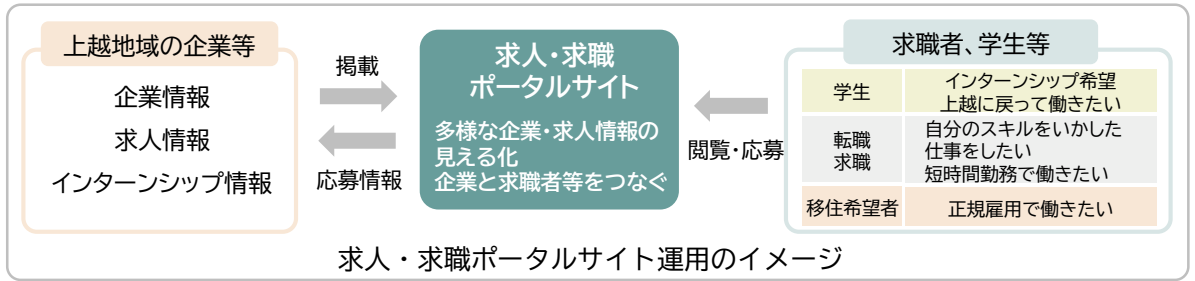 上越地域の企業等
企業情報
求人情報
インターンシップ情報
掲載
応募情報
求人・求職
ポータルサイト
多様な企業・求人情報の
見える化
企業と求職者等をつなぐ
閲覧・応募
求職者、学生等
学生
インターンシップ希望
上越に戻って働きたい
転職
求職
自分のスキルをいかした
仕事をしたい
短時間勤務で働きたい
移住希望者
正規雇用で働きたい
求人・求職ポータルサイト運用のイメージ